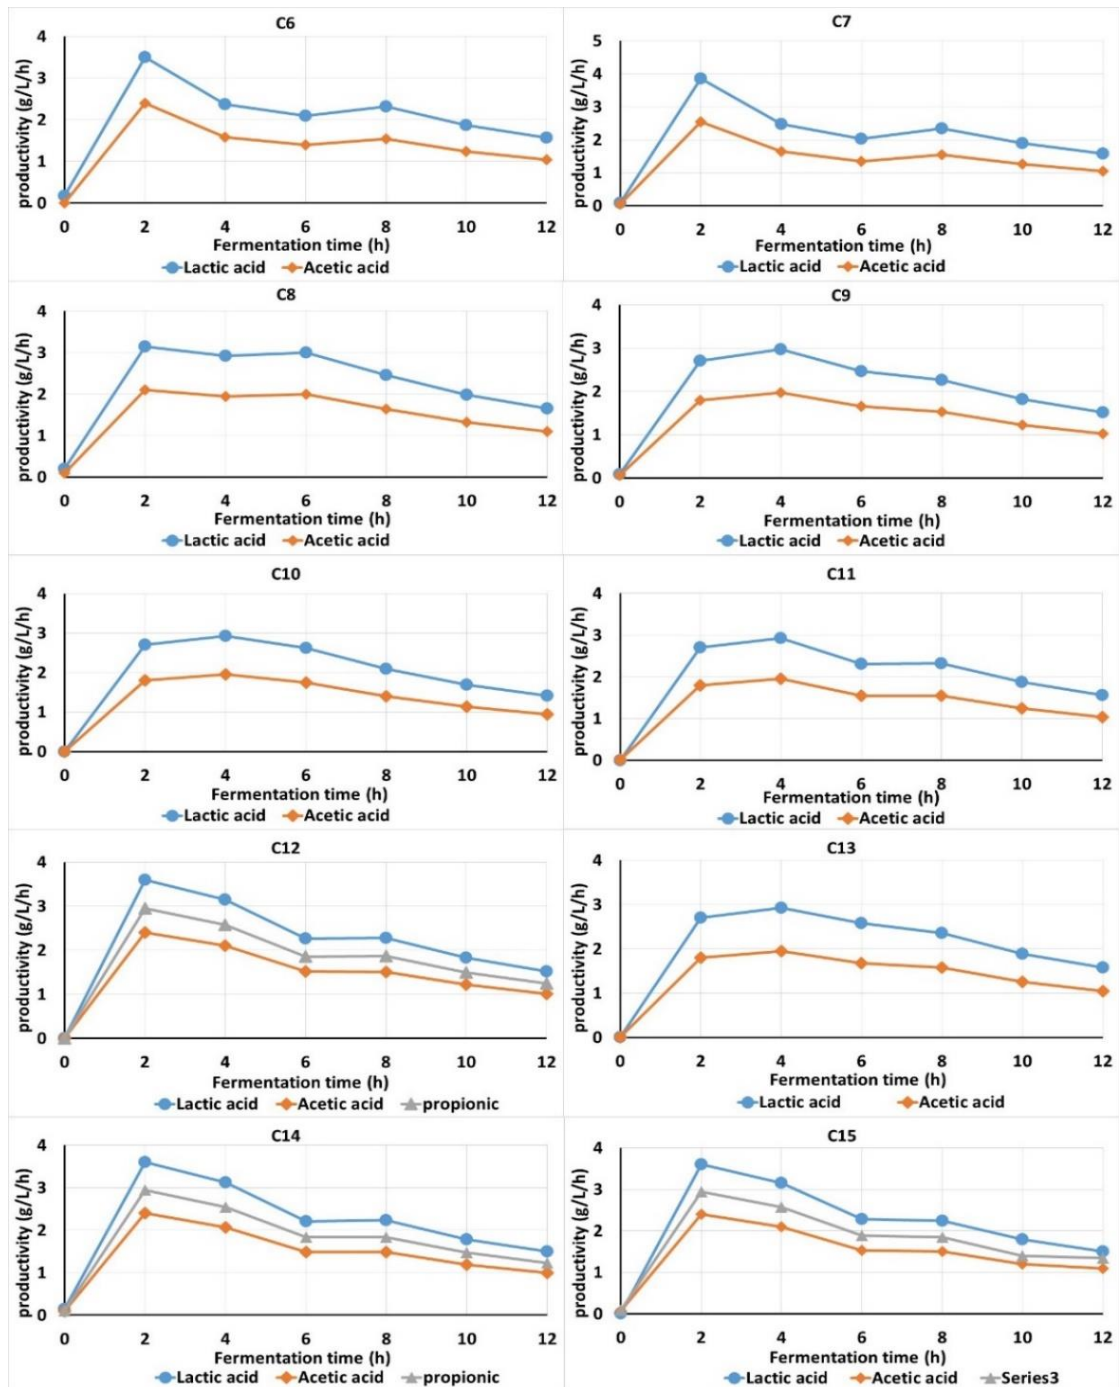 C6
productivity (g/L/h)
4
3
2
1
0
0 2 4 6 8 10 12
Fermentation time (h)
Lactic acid Acetic acid
C7
productivity (g/L/h)
5
4
3
2
1
0
0 2 4 6 8 10 12
Fermentation time (h)
Lactic acid Acetic acid
C8
productivity (g/L/h)
4
3
2
1
0
0 2 4 6 8 10 12
Fermentation time (h)
Lactic acid Acetic acid
C9
productivity (g/L/h)
4
3
2
1
0
0 2 4 6 8 10 12
Fermentation time (h)
Lactic acid Acetic acid
C10
productivity (g/L/h)
4
3
2
1
0
0 2 4 6 8 10 12
Fermentation time (h)
Lactic acid Acetic acid
C11
productivity (g/L/h)
4
3
2
1
0
0 2 4 6 8 10 12
Fermentation time (h)
Lactic acid Acetic acid
C12
productivity (g/L/h)
4
3
2
1
0
0 2 4 6 8 10 12
Fermentation time (h)
Lactic acid Acetic acid propionic
C13
productivity (g/L/h)
4
3
2
1
0
0 2 4 6 8 10 12
Fermentation time (h)
Lactic acid Acetic acid
C14
productivity (g/L/h)
4
3
2
1
0
0 2 4 6 8 10 12
Fermentation time (h)
Lactic acid Acetic acid propionic
C15
productivity (g/L/h)
4
3
2
1
0
0 2 4 6 8 10 12
Fermentation time (h)
Lactic acid Acetic acid Series3